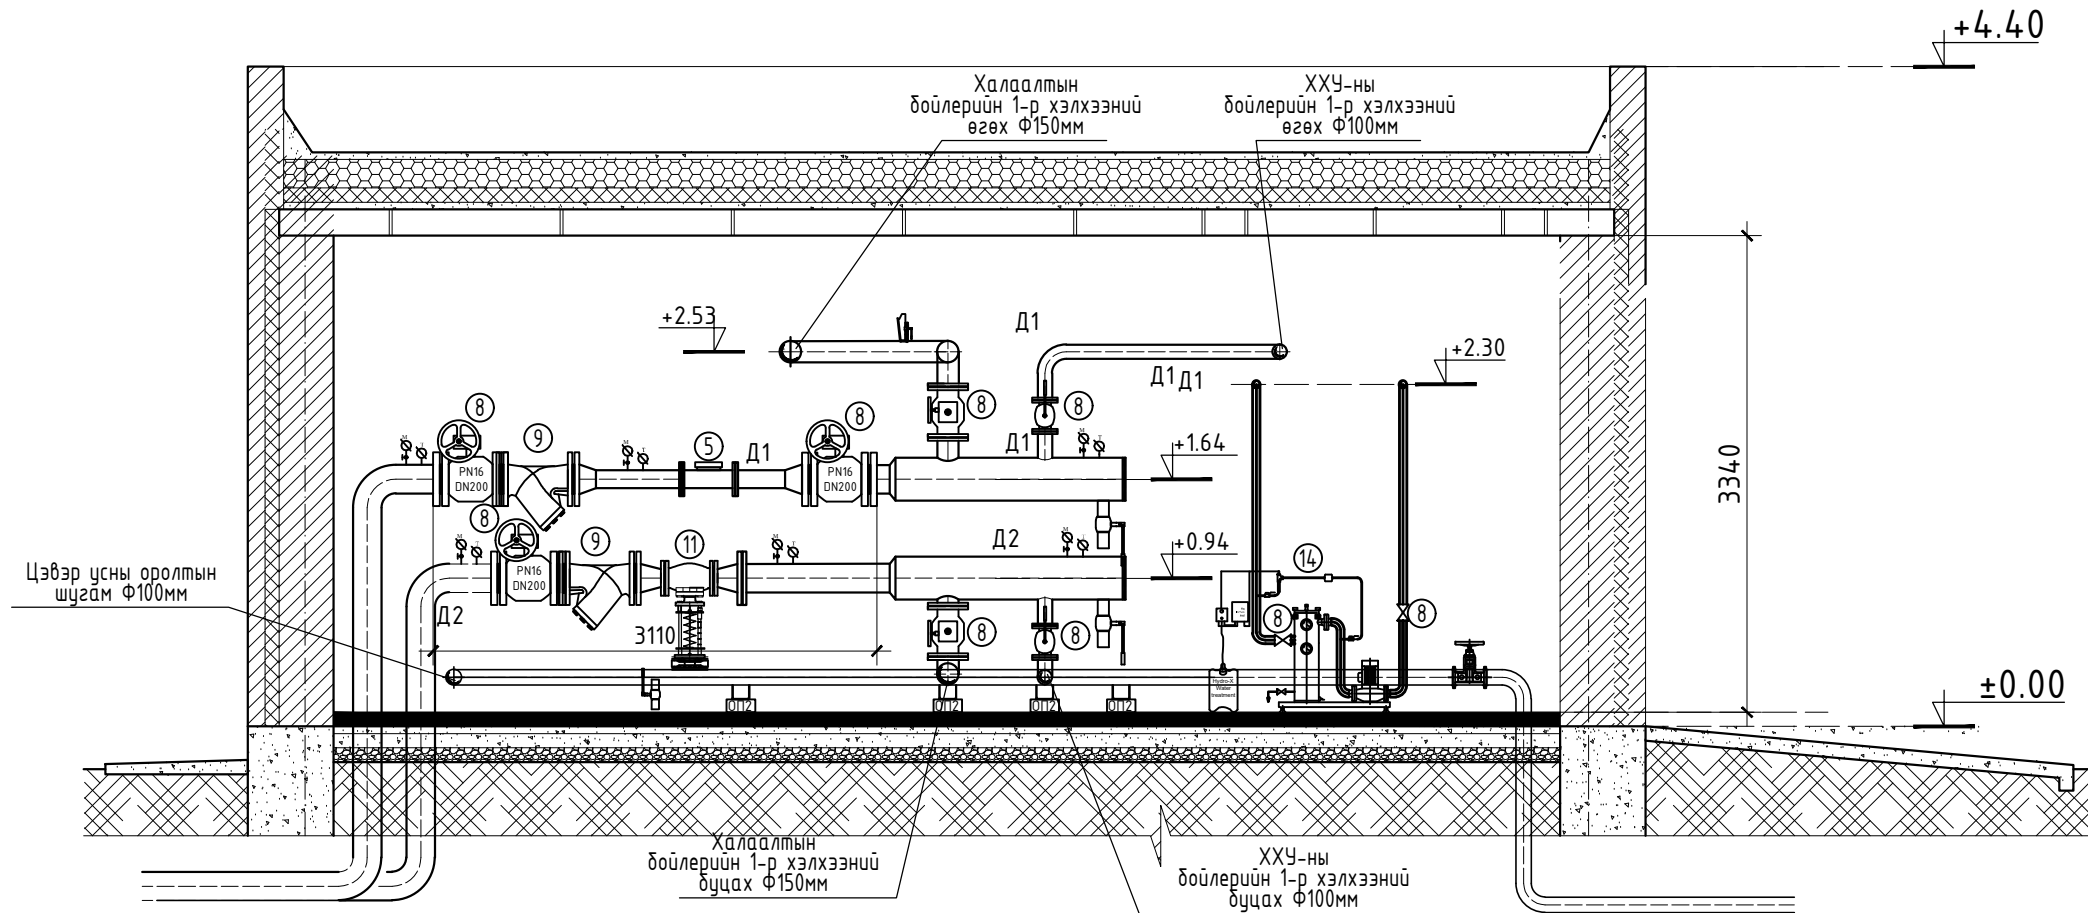 +4.40
Халаалтын
бойлерийн 1-р хэлхээний
өгөх Ф150мм
ХХУ-ны
бойлерийн 1-р хэлхээний
өгөх Ф100мм
+2.53
Д1
+2.30
Д1 Д1
8
8
8
8
9
5
Д1
Д1
М
Т
М
Т
М
Т
+1.64
PN16
DN200
PN16
DN200
3340
8
9
11
Д2
М
Т
М
Т
М
Т
+0.94
PN16
DN200
14
Цэвэр усны оролтын
шугам Ф100мм
Д2
3110
8
8
8
8
Hydro-X
Water
treatment
±0.00
ОП2
ОП2
ОП2
ОП2
Халаалтын
бойлерийн 1-р хэлхээний
буцах Ф150мм
ХХУ-ны
бойлерийн 1-р хэлхээний
буцах Ф100мм